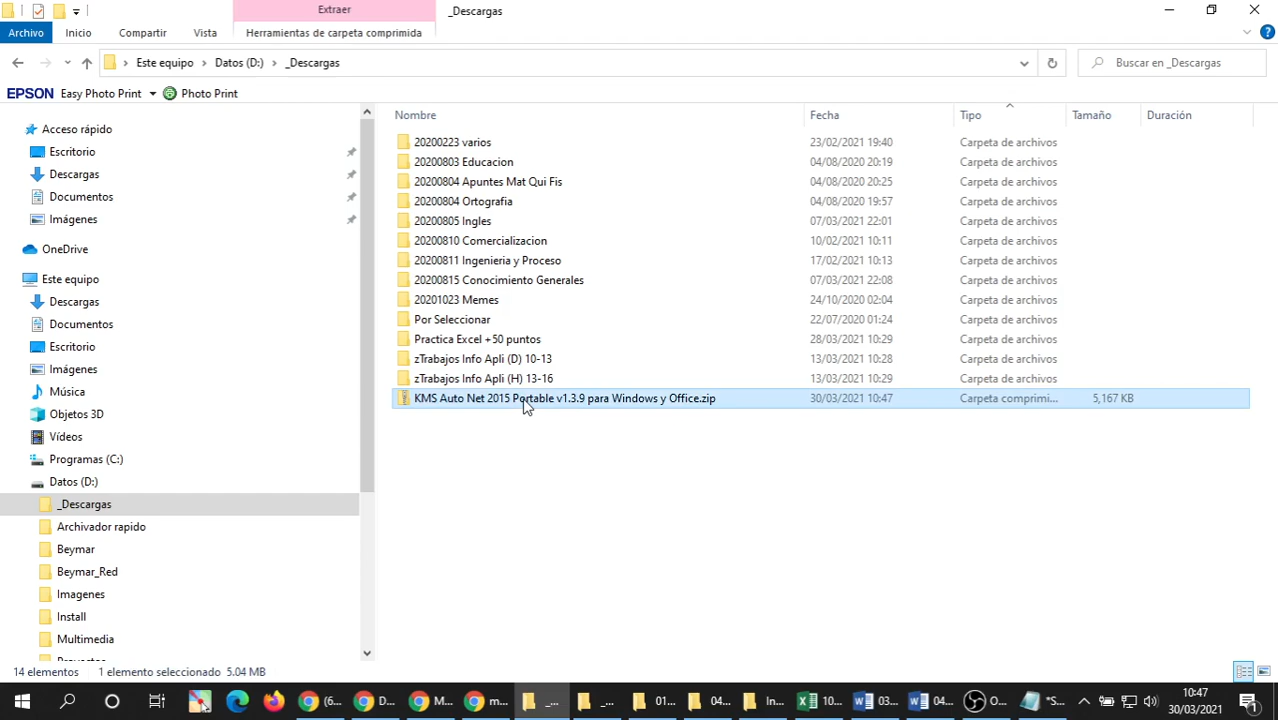 Extraer
_Descargas
Archivo
Inicio
Compartir
Vista
Herramientas de carpeta comprimida
Este equipo
Datos (D:)
_Descargas
Buscar en _Descargas
EPSON
Easy Photo Print
Photo Print
Acceso rápido
Escritorio
Descargas
Documentos
Imágenes
OneDrive
Este equipo
Descargas
Documentos
Escritorio
Imágenes
Música
Objetos 3D
Vídeos
Programas (C:)
Datos (D:)
_Descargas
Archivador rapido
Beymar
Beymar_Red
Imagenes
Install
Multimedia
Nombre Fecha Tipo Tamaño Duración
20200223 varios 23/02/2021 19:40 Carpeta de archivos
20200803 Educacion 04/08/2020 20:19 Carpeta de archivos
20200804 Apuntes Mat Qui Fis 04/08/2020 20:25 Carpeta de archivos
20200804 Ortografia 04/08/2020 19:57 Carpeta de archivos
20200805 Ingles 07/03/2021 22:01 Carpeta de archivos
20200810 Comercializacion 10/02/2021 10:11 Carpeta de archivos
20200811 Ingenieria y Proceso 17/02/2021 10:13 Carpeta de archivos
20200815 Conocimiento Generales 07/03/2021 22:08 Carpeta de archivos
20201023 Memes 24/10/2020 02:04 Carpeta de archivos
Por Seleccionar 22/07/2020 01:24 Carpeta de archivos
Practica Excel +50 puntos 28/03/2021 10:29 Carpeta de archivos
zTrabajos Info Apli (D) 10-13 13/03/2021 10:28 Carpeta de archivos
zTrabajos Info Apli (H) 13-16 13/03/2021 10:29 Carpeta de archivos
KMS Auto Net 2015 Portable v1.3.9 para Windows y Office.zip 30/03/2021 10:47 Carpeta comprimi... 5,167 KB
14 elementos
1 elemento seleccionado 5.04 MB
(6...
D...
M...
m...
_...
_...
01...
04...
In...
10...
03...
04...
O...
*S...
10:47
30/03/2021
1